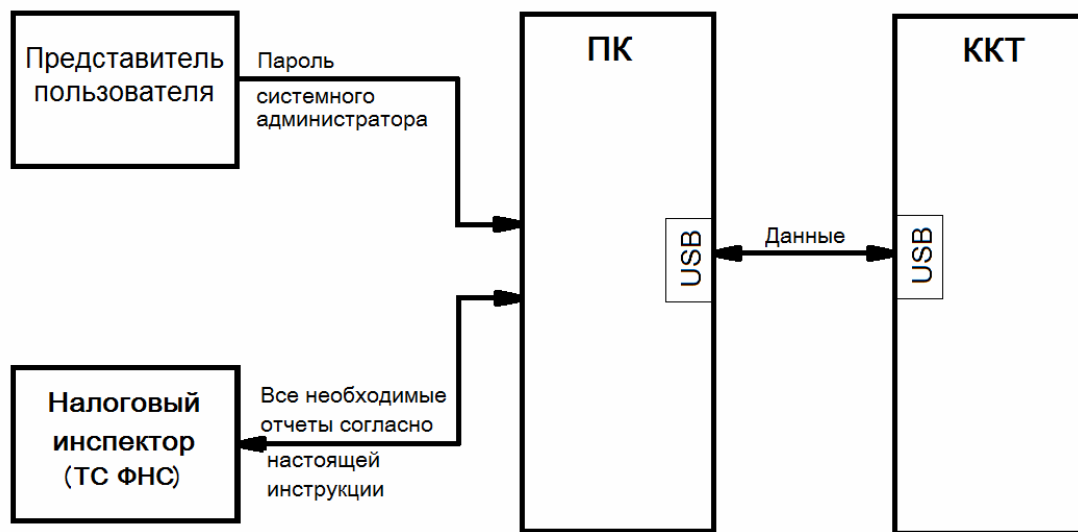 Представитель
пользователя
Пароль
системного
администратора
ПК
ККТ
USB
Данные
USB
Налоговый
инспектор
(ТС ФНС)
Все необходимые
отчеты согласно
настоящей
инструкции